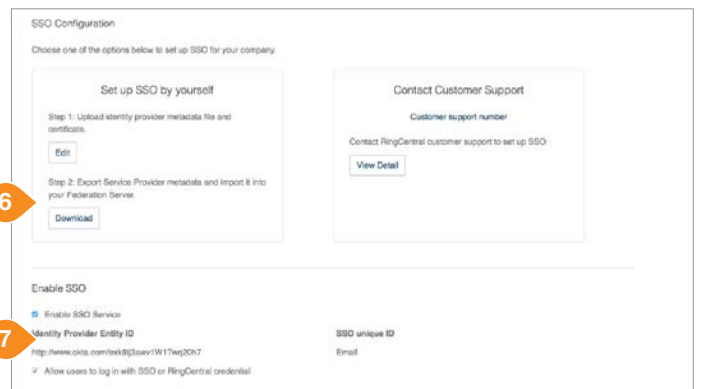 SSO Configuration
Choose one of the options below to set up SSO for your company.
Set up SSO by yourself
Step 1: Upload identity provider metadata file and
certificate.
Edit
Step 2: Export Service Provider metadata and import it into
your Federation Server.
Download
Contact Customer Support
Customer support number
Contact RingCentral customer support to set up SSO
View Detail
6
Enable SSO
Enable SSO Service
7
Identity Provider Entity ID
SSO unique ID
Email
Allow users to log in with SSO or RingCentral credential